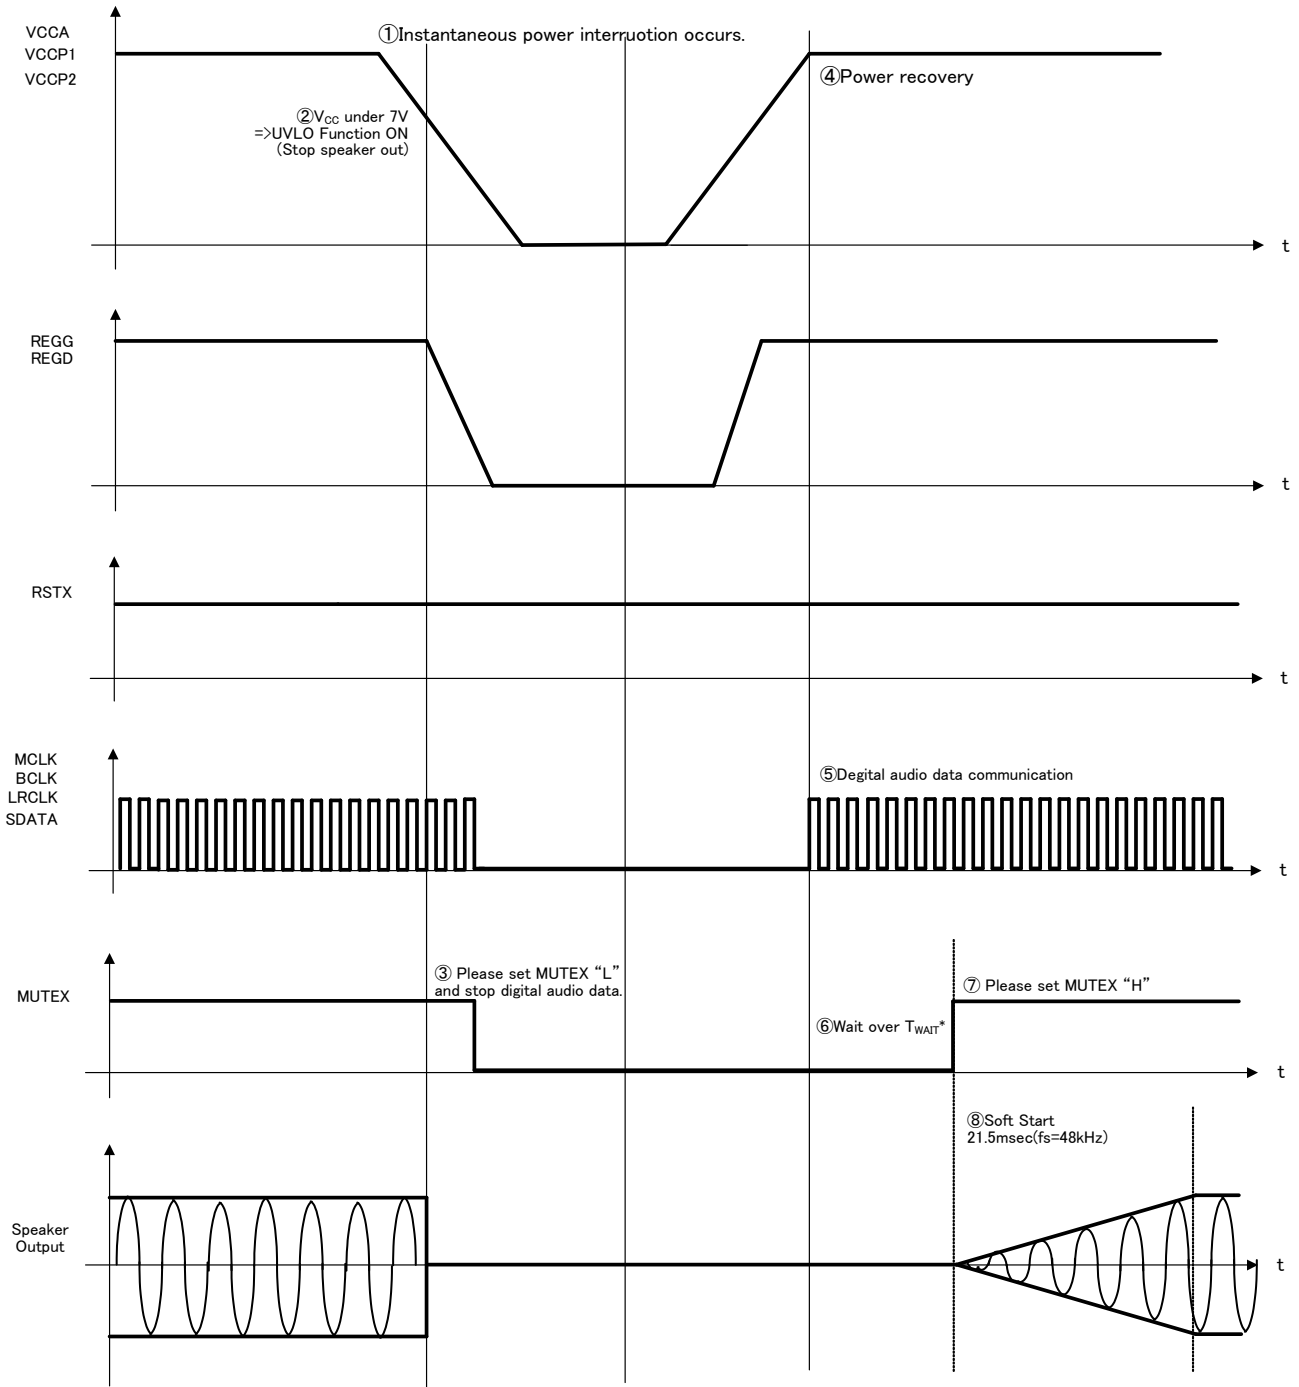 VCCA
VCCP1
VCCP2
①Instantaneous power interruotion occurs.
④Power recovery
②VCC under 7V
=>UVLO Function ON
(Stop speaker out)
t
REGG
REGD
t
RSTX
t
MCLK
BCLK
LRCLK
SDATA
⑤Degital audio data communication
t
MUTEX
③ Please set MUTEX “L”
and stop digital audio data.
⑥Wait over TWAIT*
⑦ Please set MUTEX “H”
t
⑧Soft Start
21.5msec(fs=48kHz)
Speaker
Output
t